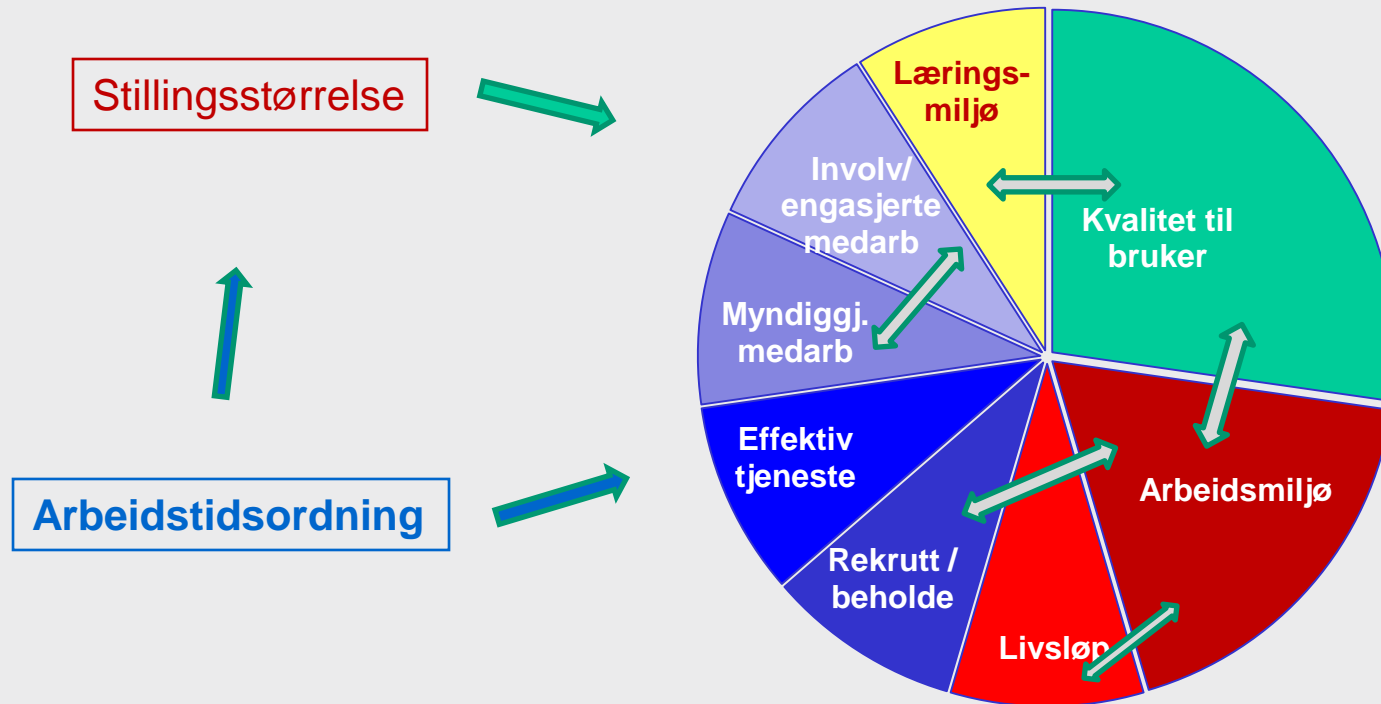 Stillingsstørrelse
Arbeidstidsordning
Lærings-
miljø
Involv/
engasjerte
medarb
Myndiggj.
medarb
Effektiv
tjeneste
Rekrutt /
beholde
Livsløp
Arbeidsmiljø
Kvalitet til
bruker